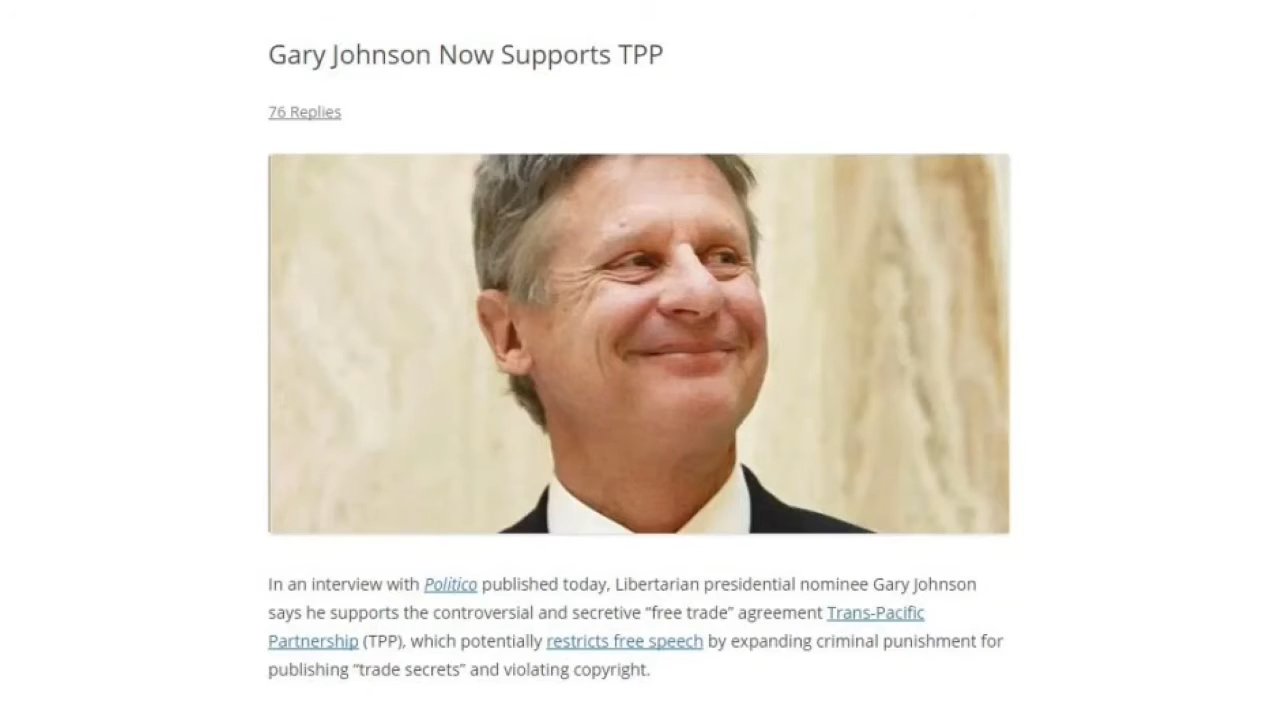 Gary Johnson Now Supports TPP
76 Replies
In an interview with Politico published today, Libertarian presidential nominee Gary Johnson
says he supports the controversial and secretive “free trade” agreement Trans-Pacific
Partnership (TPP), which potentially restricts free speech by expanding criminal punishment for
publishing “trade secrets” and violating copyright.